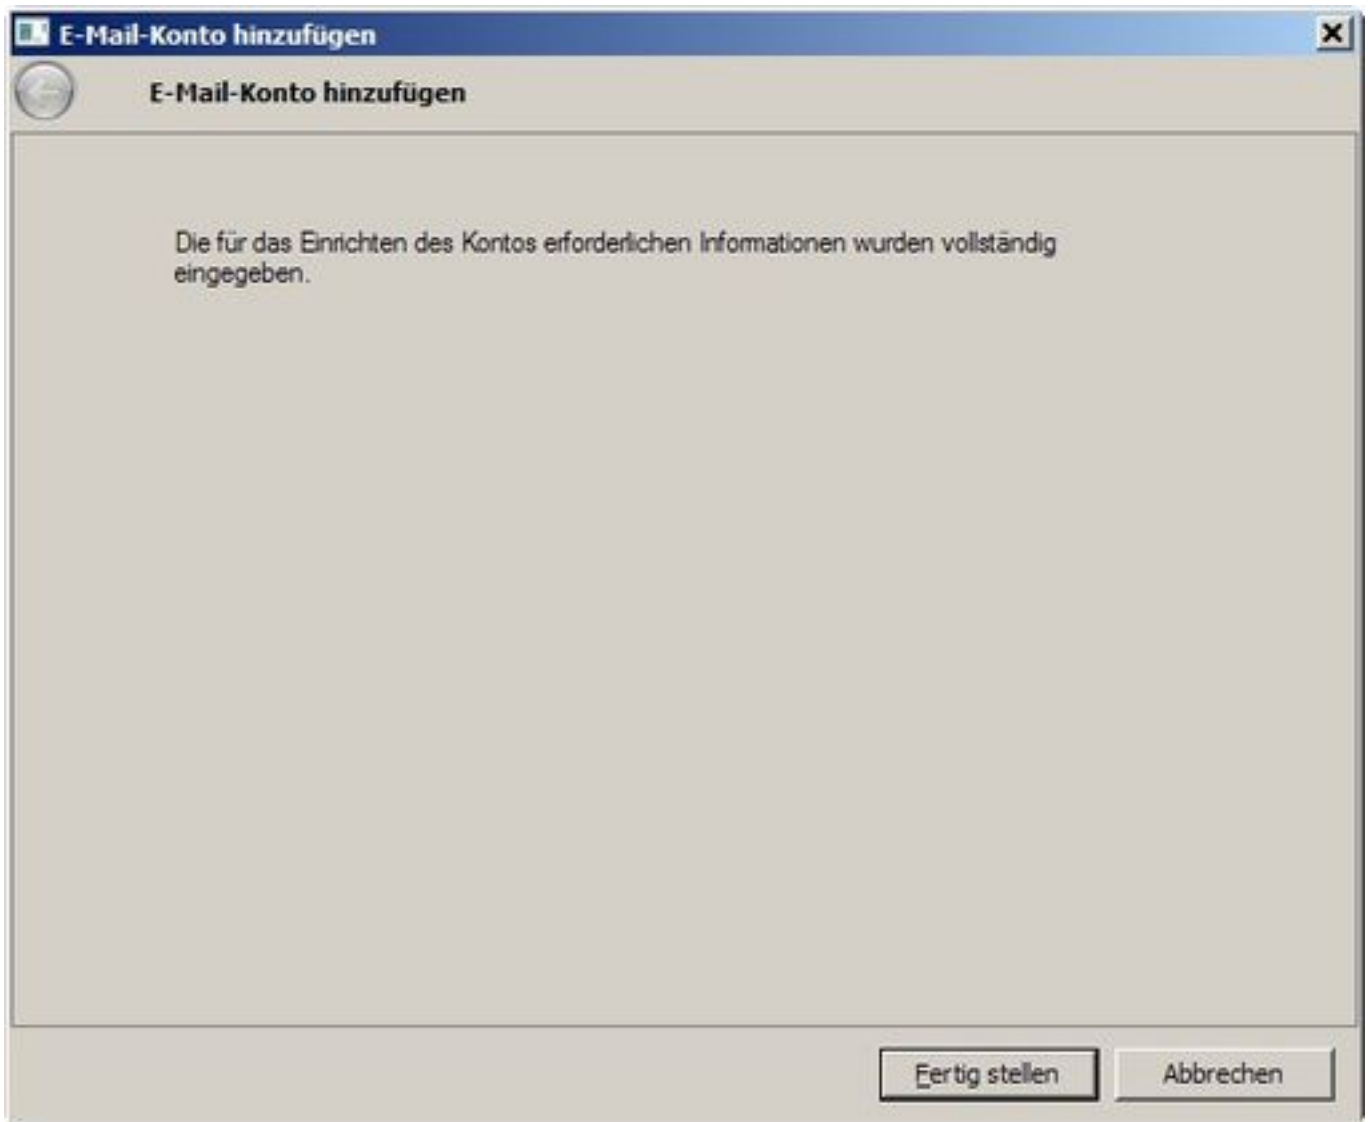 E-Mail-Konto hinzufügen
E-Mail-Konto hinzufügen
Die für das Einrichten des Kontos erforderlichen Informationen wurden vollständig
eingegeben.
Fertig stellen
Abbrechen